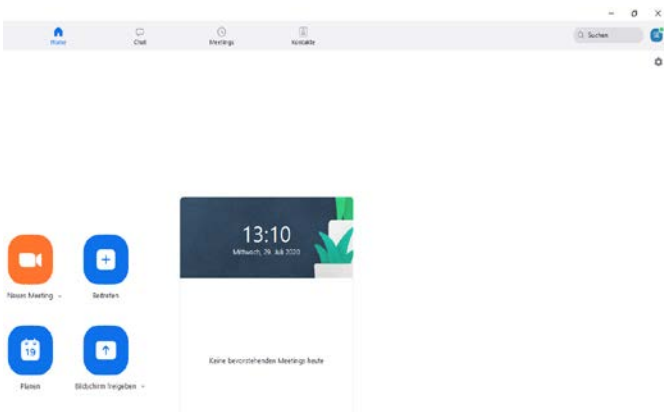 Home
Chat
Meetings
Kontakte
Suchen
13:10
Mittwoch, 29. Juli 2020
Neues Meeting
Beitreten
19
Planen
Bildschirm freigeben
Keine bevorstehenden Meetings heute